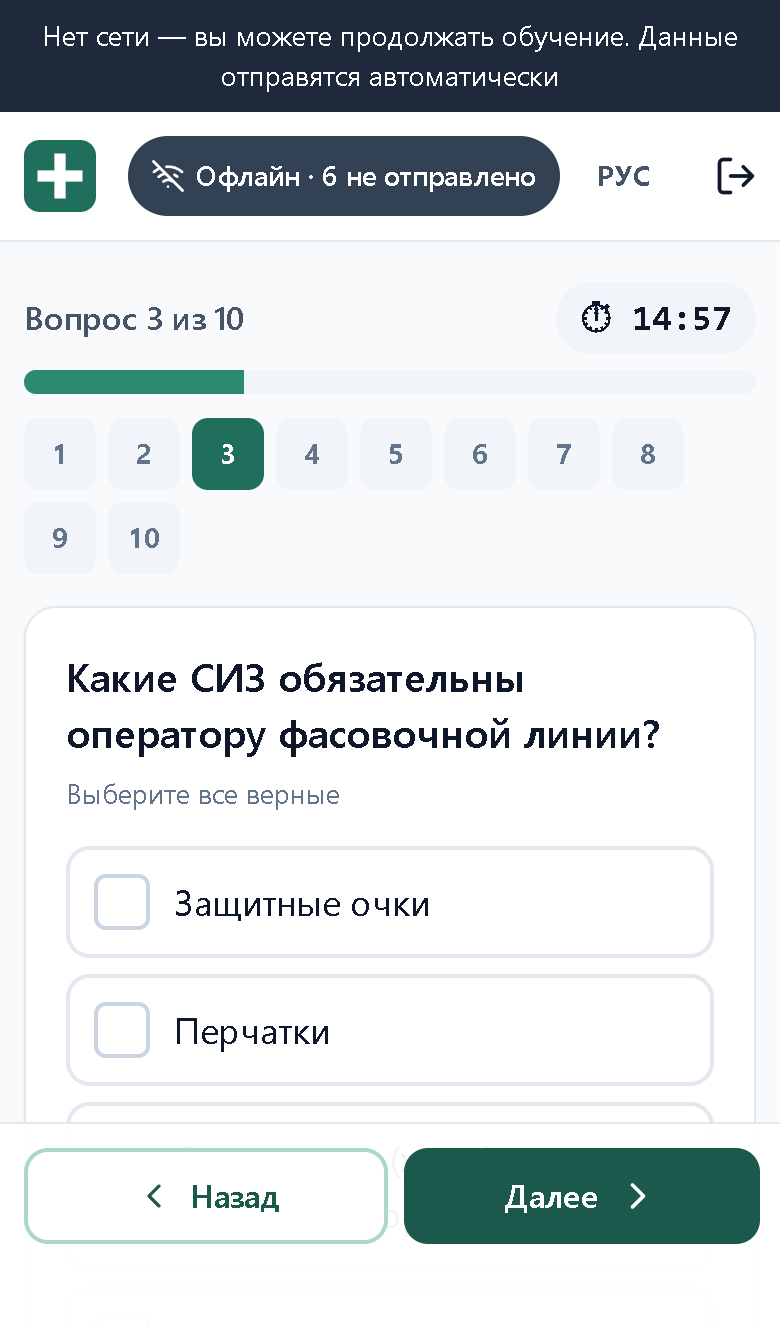 Нет сети — вы можете продолжать обучение. Данные
отправятся автоматически
Офлайн · 6 не отправлено
РУС
Вопрос 3 из 10
14:57
1 2 3 4 5 6 7 8
9 10
Какие СИЗ обязательны
оператору фасовочной линии?
Выберите все верные
Защитные очки
Перчатки
Назад
Далее